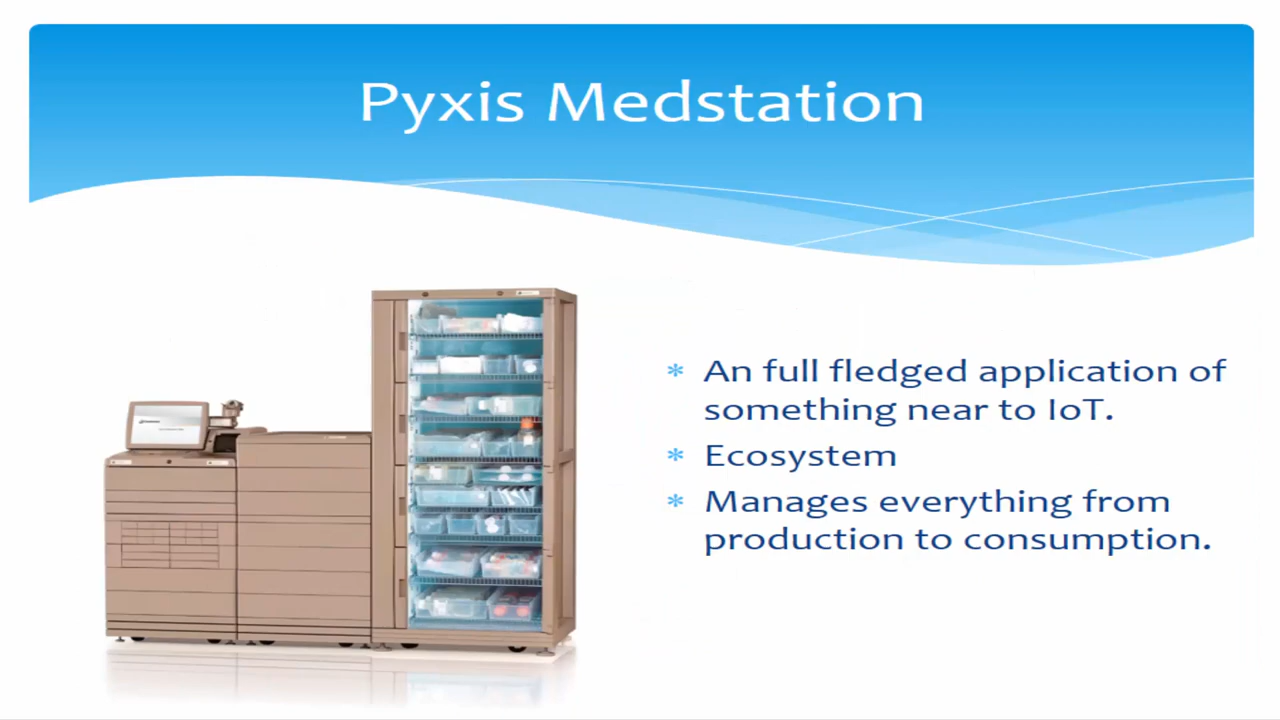 Pyxis Medstation
* An full fledged application of
something near to IoT.
* Ecosystem
* Manages everything from
production to consumption.